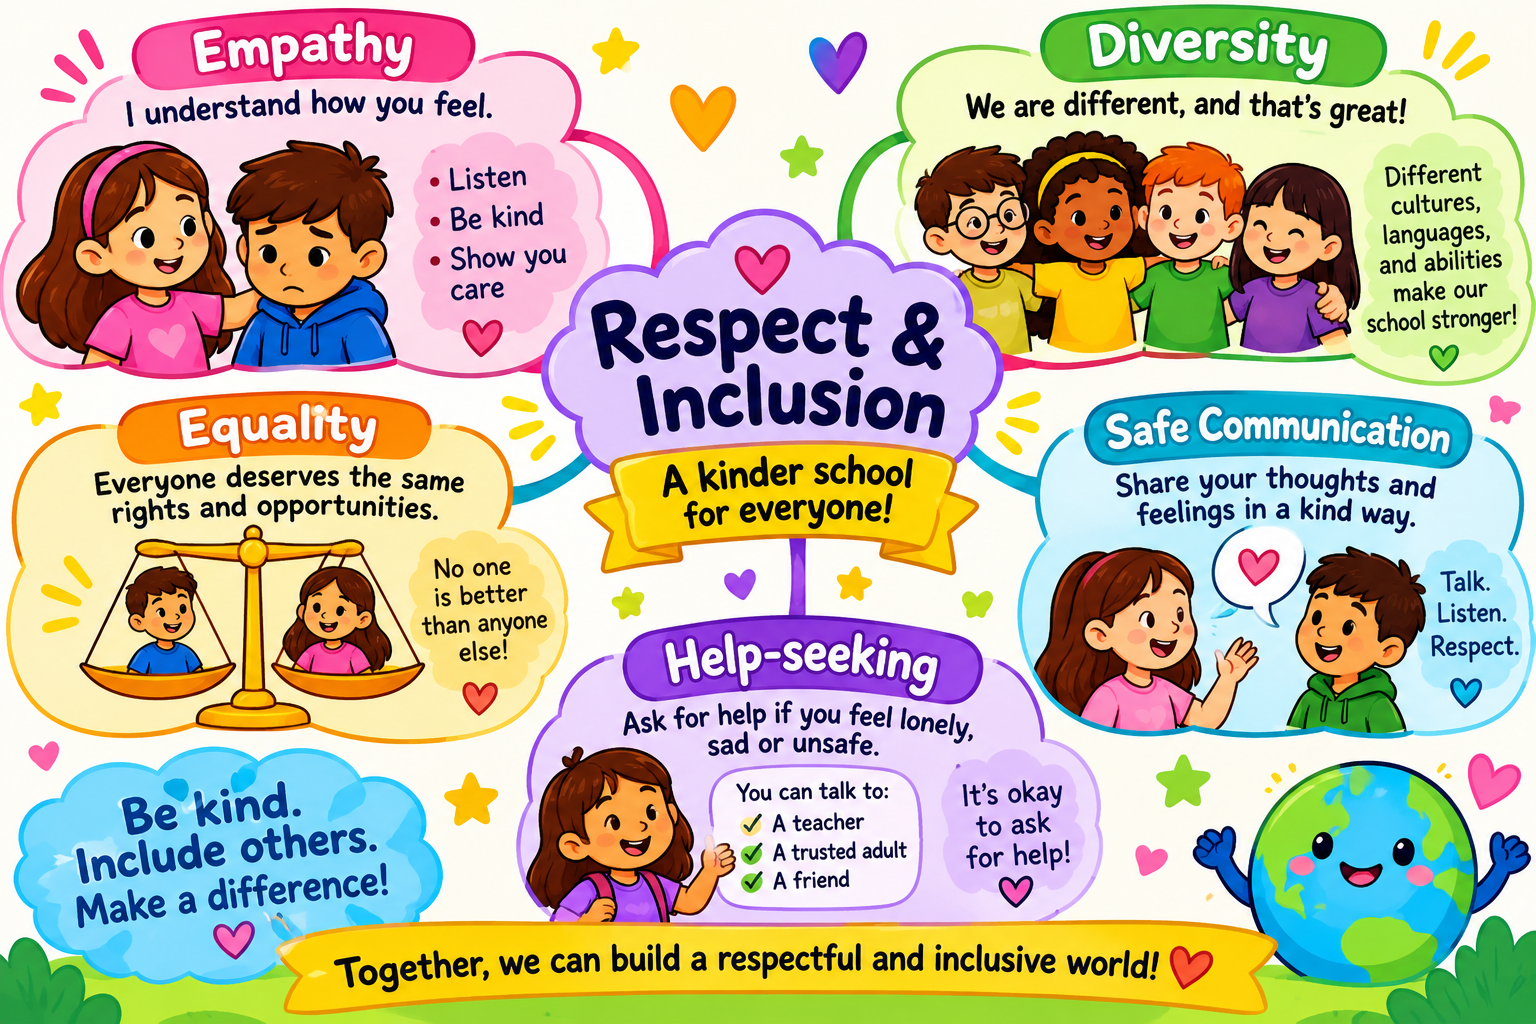 Empathy
I understand how you feel.
• Listen
• Be kind
• Show you
care
Diversity
We are different, and that's great!
Different
cultures,
languages,
and abilities
make our
school stronger!
Respect &
Inclusion
A kinder school
for everyone!
Equality
Everyone deserves the same
rights and opportunities.
No one
is better
than anyone
else!
Safe Communication
Share your thoughts and
feelings in a kind way.
Talk.
Listen.
Respect.
Help-seeking
Ask for help if you feel lonely,
sad or unsafe.
You can talk to:
A teacher
A trusted adult
A friend
It's okay
to ask
for help!
Be kind.
Include others.
Make a difference!
Together, we can build a respectful and inclusive world!